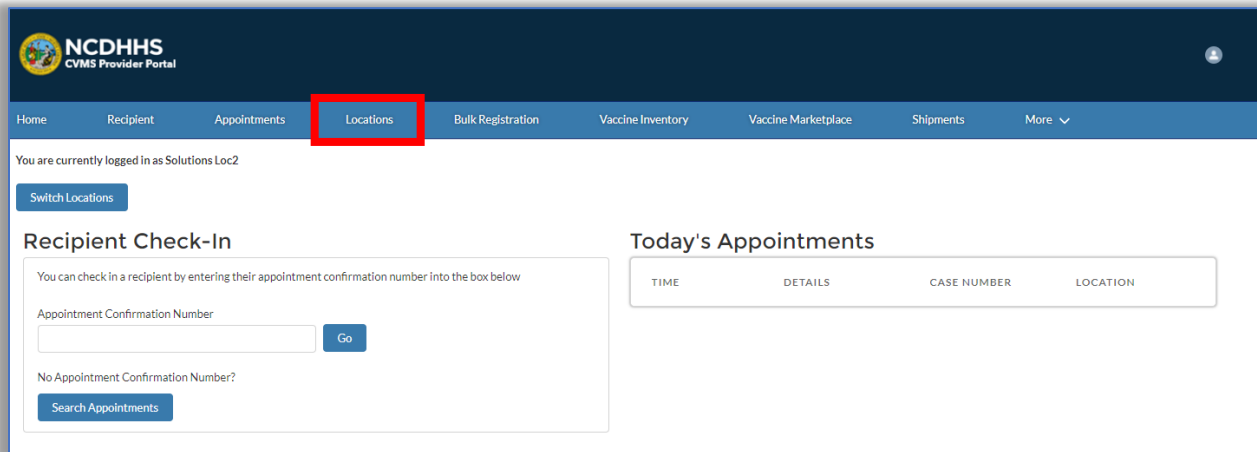 NCDHHS
CVMS Provider Portal
Home Recipient Appointments Locations Bulk Registration Vaccine Inventory Vaccine Marketplace Shipments More
You are currently logged in as Solutions Loc2
Switch Locations
Recipient Check-In
You can check in a recipient by entering their appointment confirmation number into the box below
Appointment Confirmation Number
Go
No Appointment Confirmation Number?
Search Appointments
Today's Appointments
TIME DETAILS CASE NUMBER LOCATION